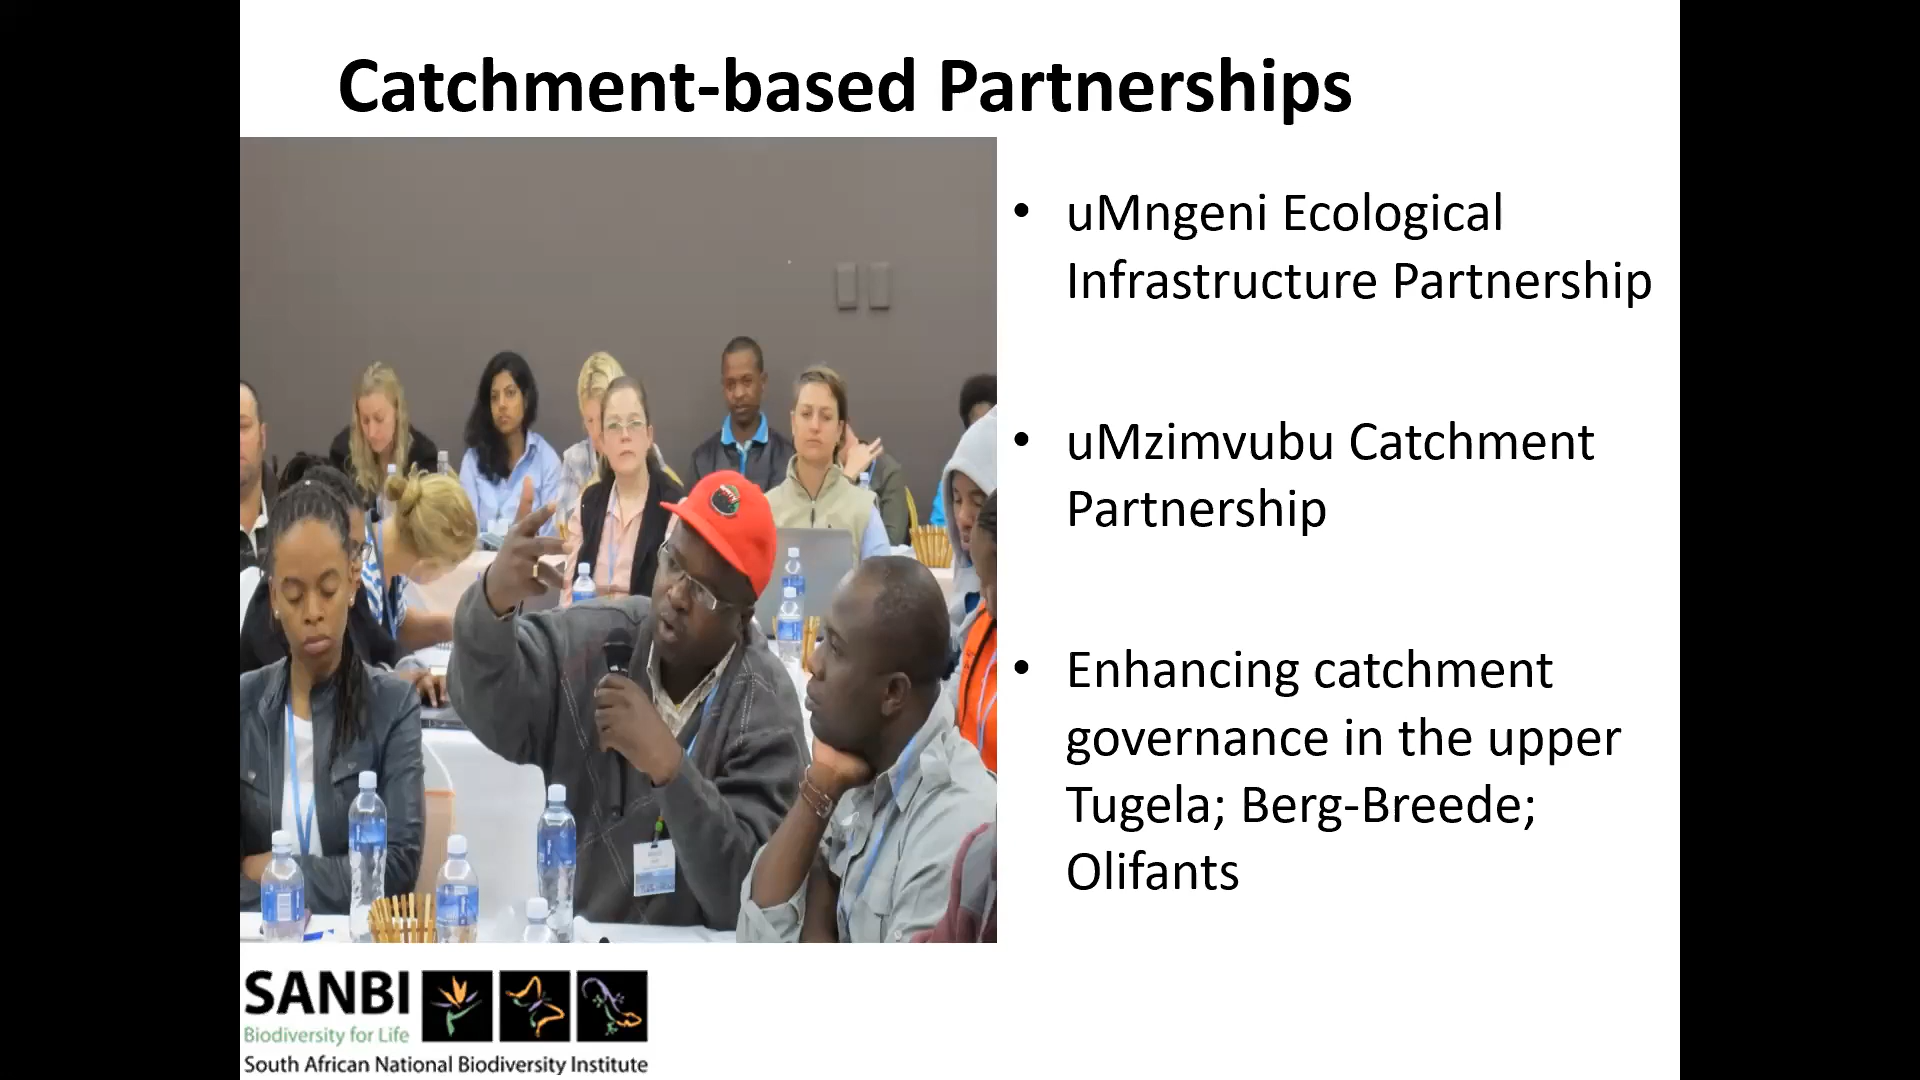 Catchment-based Partnerships
• uMngeni Ecological
Infrastructure Partnership
• uMzimvubu Catchment
Partnership
• Enhancing catchment
governance in the upper
Tugela; Berg-Breede;
Olifants
SANBI
Biodiversity for Life
South African National Biodiversity Institute